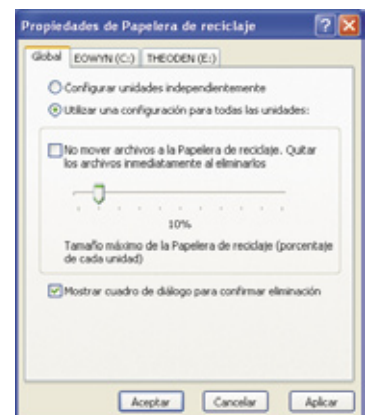 Propiedades de Papelera de reciclaje
Global EOWYN (C:) THEODEN (E:)
Configurar unidades independientemente
Utilizar una configuración para todas las unidades:
No mover archivos a la Papelera de reciclaje. Quitar
los archivos inmediatamente al eliminarlos
10%
Tamaño máximo de la Papelera de reciclaje (porcentaje
de cada unidad)
Mostrar cuadro de diálogo para confirmar eliminación
Aceptar Cancelar Aplicar